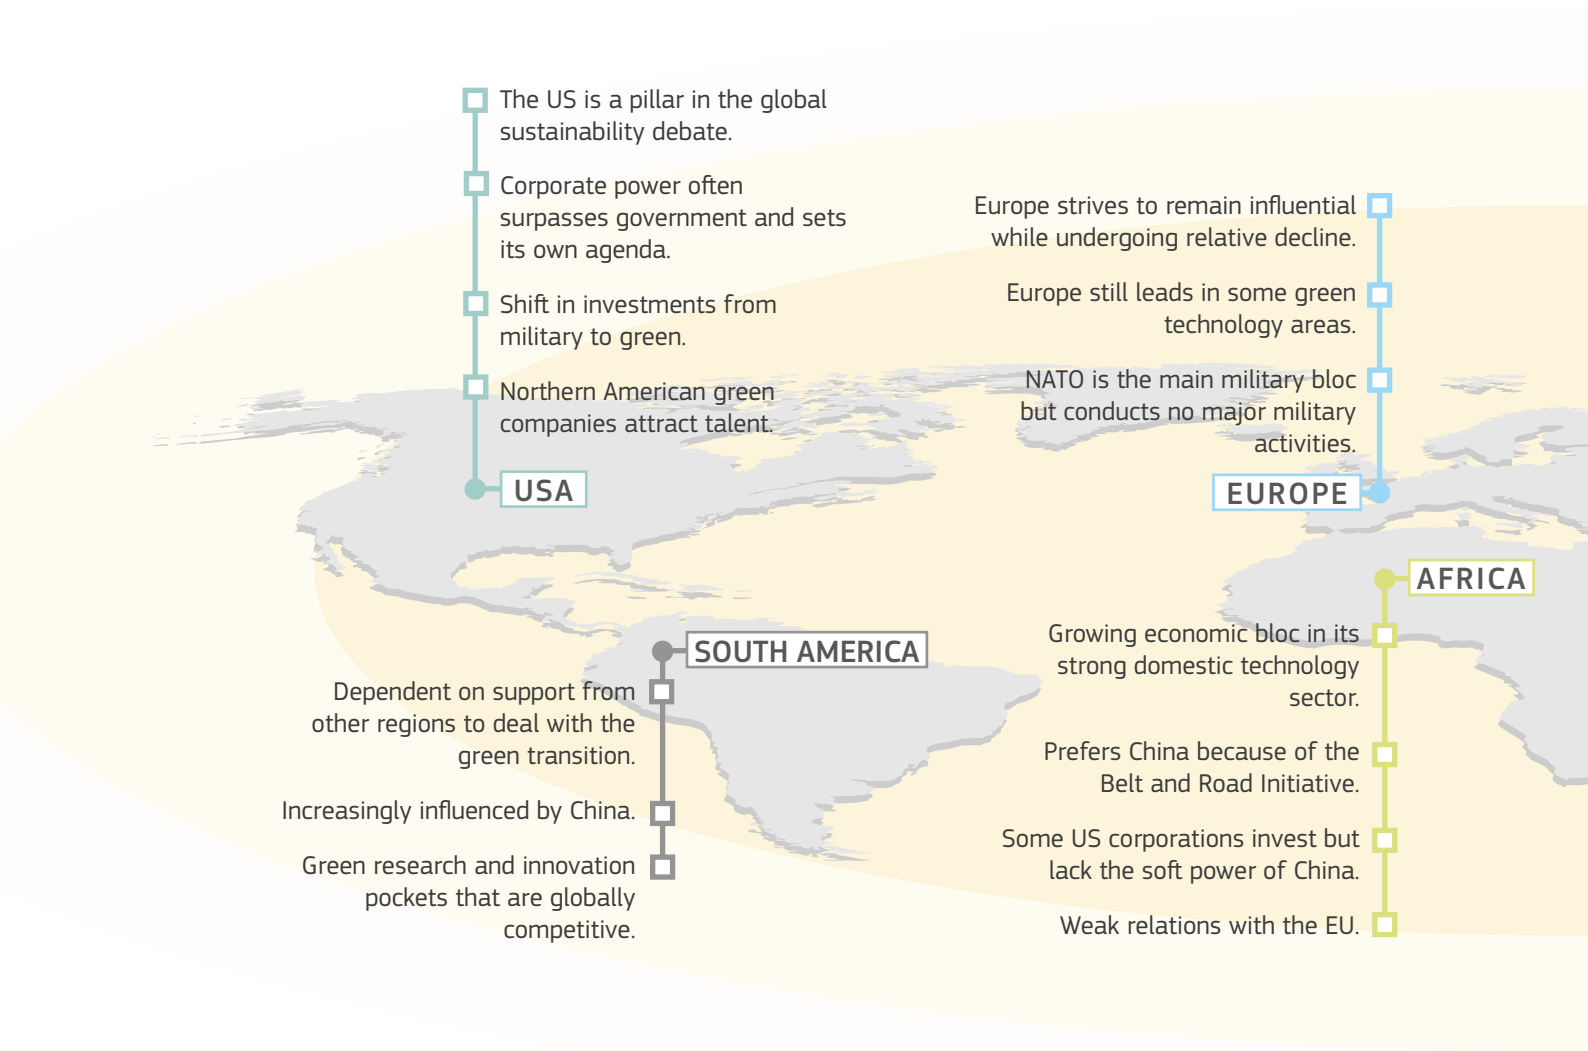 The US is a pillar in the global
sustainability debate.
Corporate power often
surpasses government and sets
its own agenda.
Shift in investments from
military to green.
Northern American green
companies attract talent.
USA
Europe strives to remain influential
while undergoing relative decline.
Europe still leads in some green
technology areas.
NATO is the main military bloc
but conducts no major military
activities.
EUROPE
SOUTH AMERICA
Dependent on support from
other regions to deal with the
green transition.
Increasingly influenced by China.
Green research and innovation
pockets that are globally
competitive.
AFRICA
Growing economic bloc in its
strong domestic technology
sector.
Prefers China because of the
Belt and Road Initiative.
Some US corporations invest but
lack the soft power of China.
Weak relations with the EU.